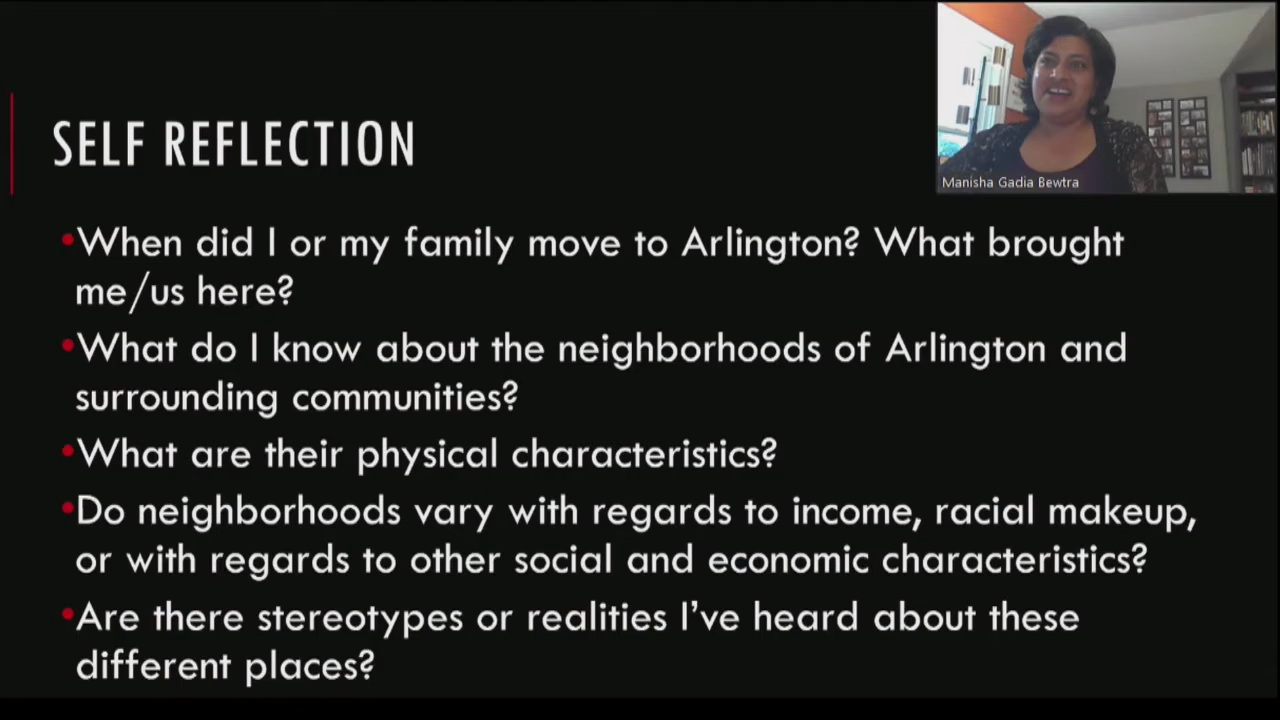 Manisha Gadia Bewtra
SELF REFLECTION
•When did I or my family move to Arlington? What brought
me/us here?
•What do I know about the neighborhoods of Arlington and
surrounding communities?
•What are their physical characteristics?
•Do neighborhoods vary with regards to income, racial makeup,
or with regards to other social and economic characteristics?
•Are there stereotypes or realities I’ve heard about these
different places?